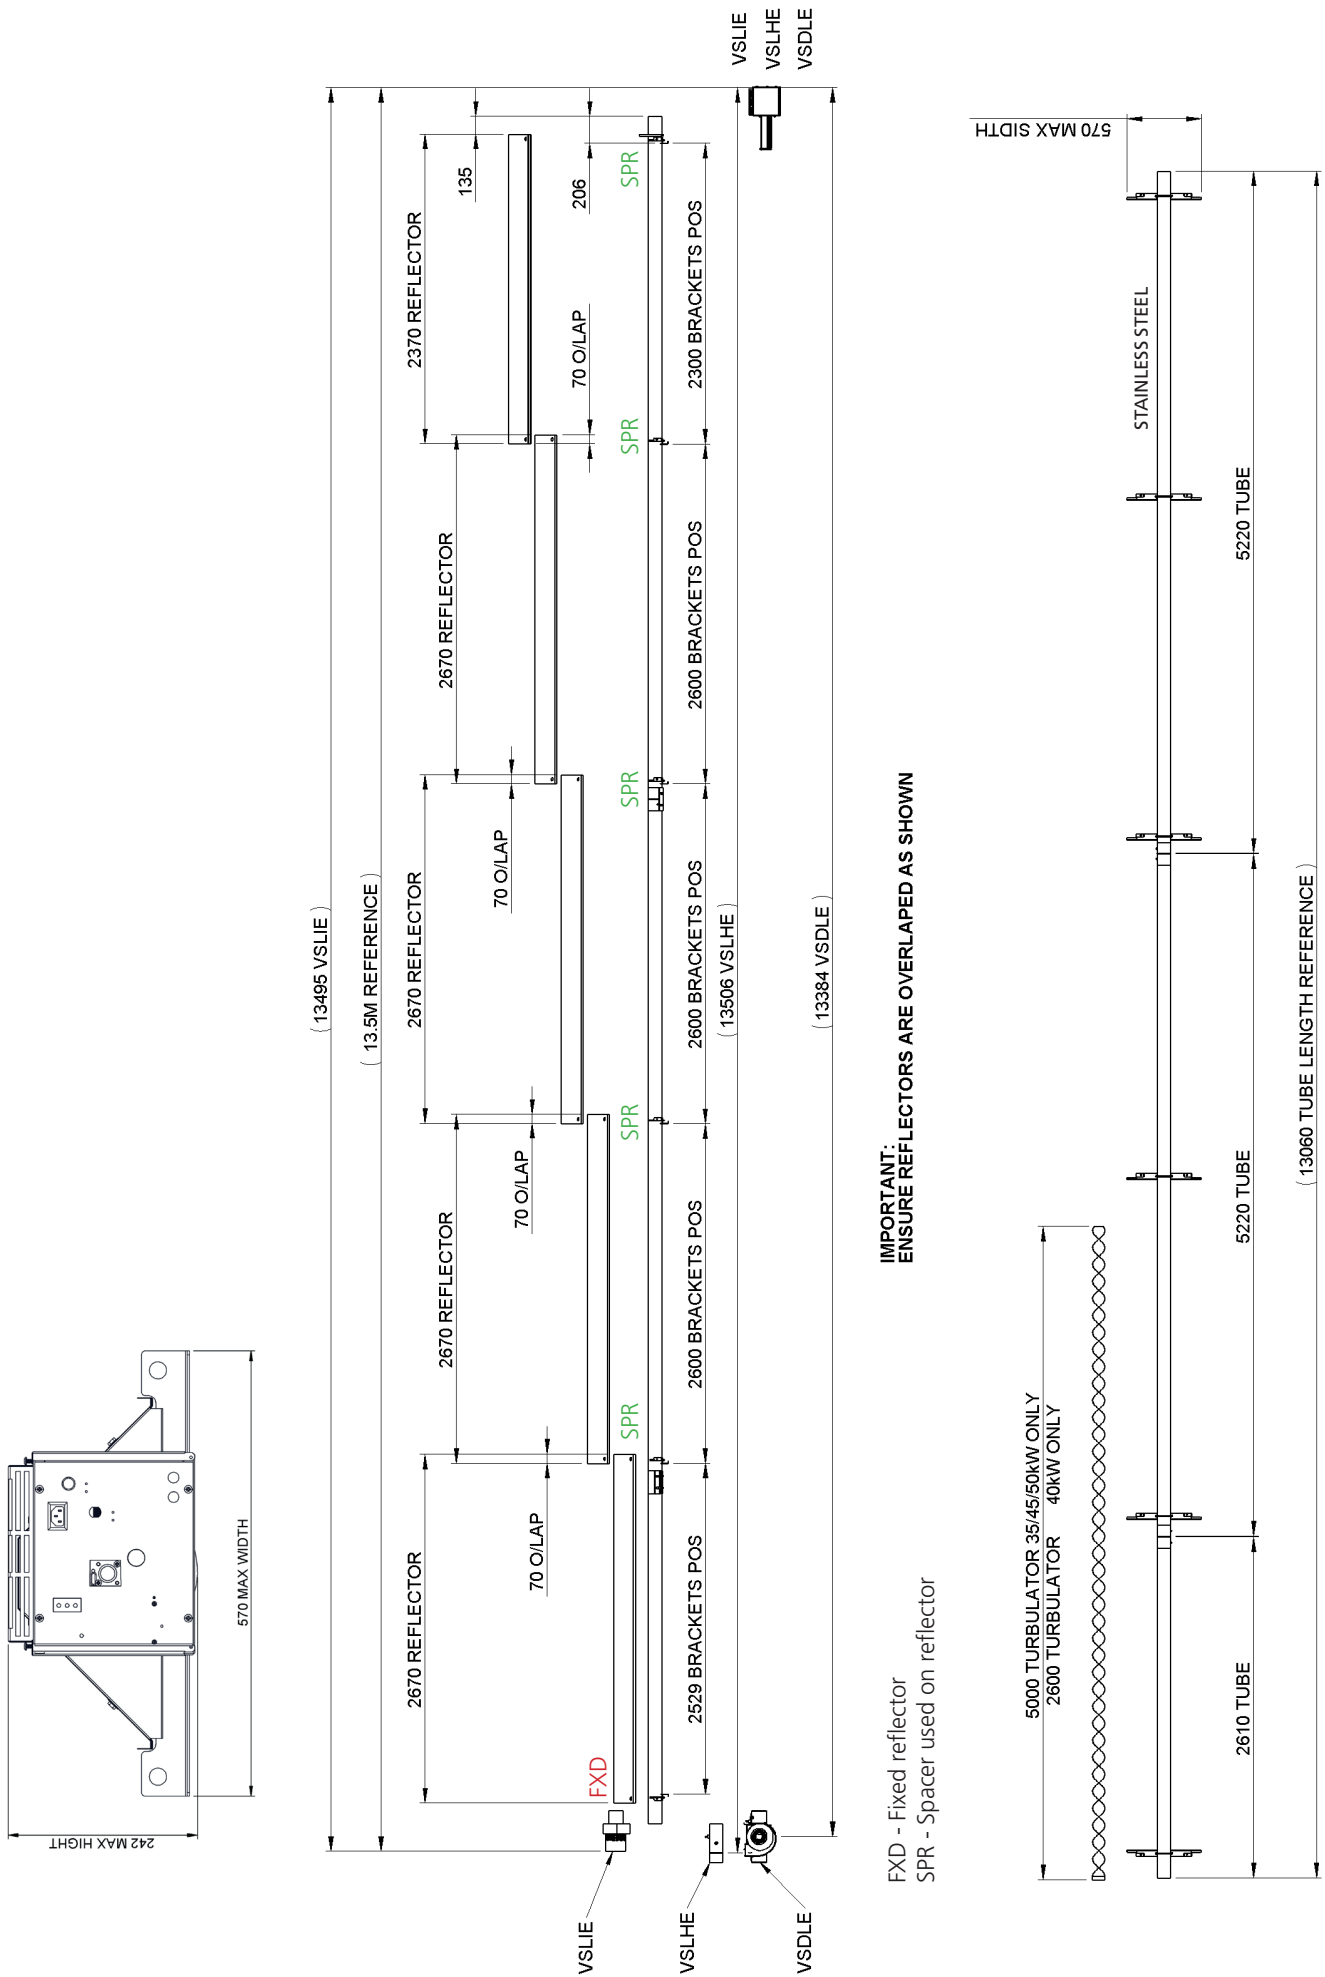 242 MAX HIGHT
570 MAX WIDTH
( 13495 VSLIE )
( 13.5M REFERENCE )
2670 REFLECTOR
2670 REFLECTOR
2670 REFLECTOR
2670 REFLECTOR
2370 REFLECTOR
70 O/LAP
70 O/LAP
70 O/LAP
70 O/LAP
135
206
FXD
SPR
SPR
SPR
SPR
SPR
2529 BRACKETS POS
2600 BRACKETS POS
2600 BRACKETS POS
2600 BRACKETS POS
2300 BRACKETS POS
( 13506 VSLHE )
( 13384 VSDLE )
VSLIE
VSLHE
VSDLE
VSLIE
VSLHE
VSDLE
IMPORTANT:
ENSURE REFLECTORS ARE OVERLAPED AS SHOWN
FXD - Fixed reflector
SPR - Spacer used on reflector
5000 TURBULATOR 35/45/50kW ONLY
2600 TURBULATOR 40kW ONLY
STAINLESS STEEL
570 MAX SIDTH
2610 TUBE
5220 TUBE
5220 TUBE
( 13060 TUBE LENGTH REFERENCE )